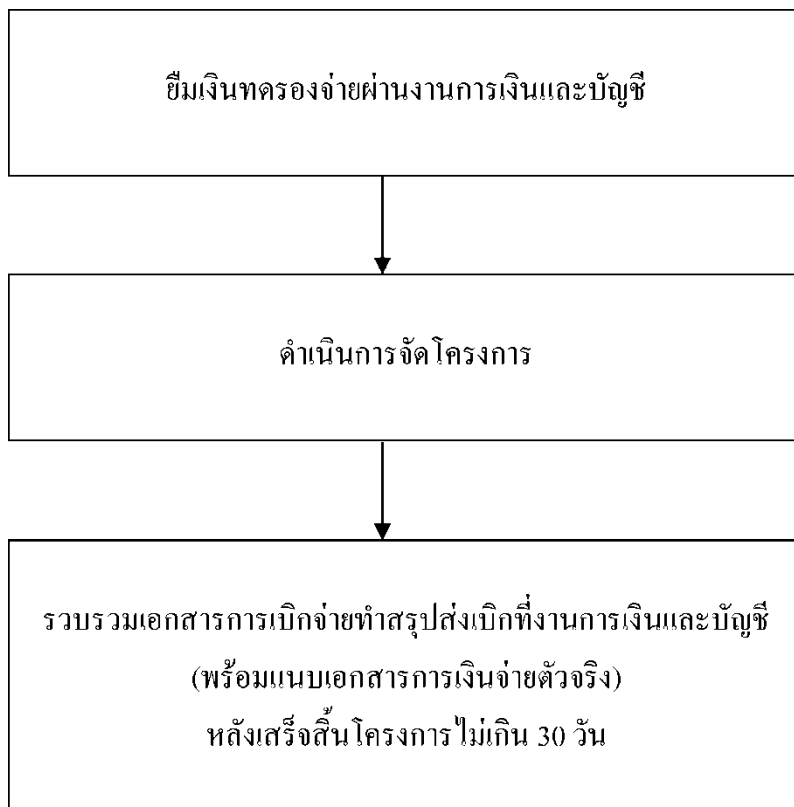 ยืมเงินทดรองจ่ายผ่านงานการเงินและบัญชี
ดำเนินการจัดโครงการ
รวบรวมเอกสารการเบิกจ่ายทำสรุปส่งเบิกที่งานการเงินและบัญชี
(พร้อมแนบเอกสารการเงินจ่ายตัวจริง)
หลังเสร็จสิ้นโครงการไม่เกิน 30 วัน